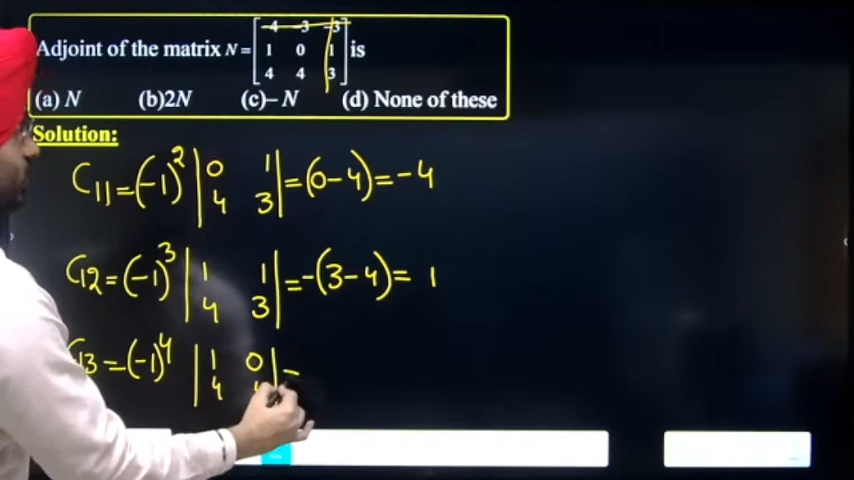 Adjoint of the matrix N = [-4 -3 -3
1 0 1
4 4 3] is
(a) N (b)2N (c)– N (d) None of these
Solution:
C11 = (-1)^2 |0 1
4 3| = (0-4) = -4
C12 = (-1)^3 |1 1
4 3| = -(3-4) = 1
C13 = (-1)^4 |1 0
4 4| =